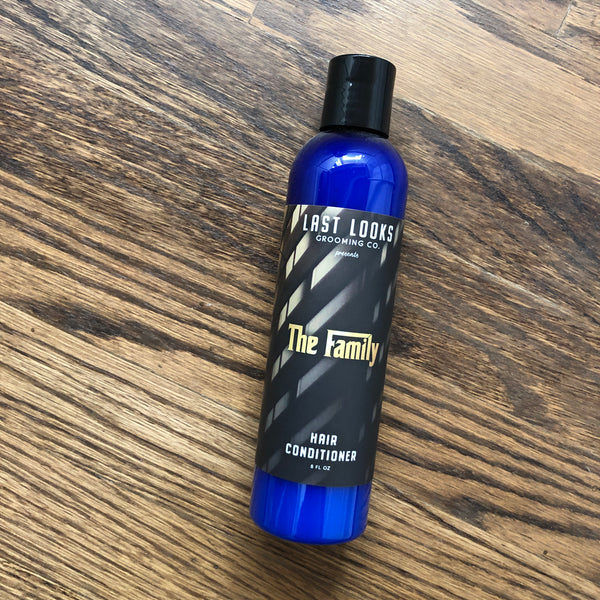 LAST LOOKS
GROOMING CO.
presents
The Family
HAIR
CONDITIONER
8 FL OZ